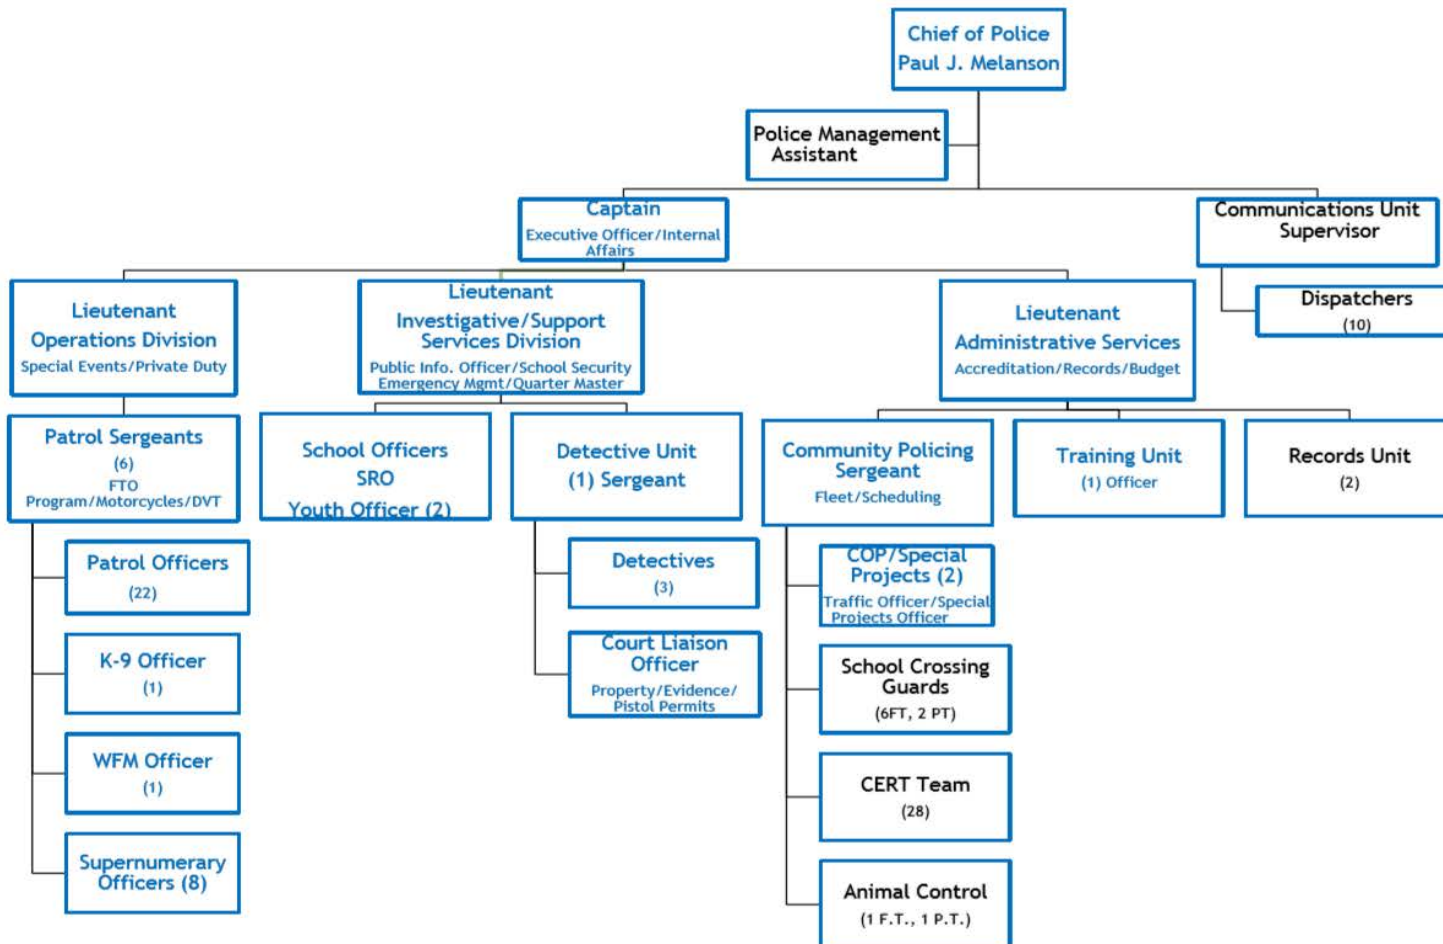 Chief of Police
Paul J. Melanson
Police Management
Assistant
Captain
Executive Officer/Internal
Affairs
Communications Unit
Supervisor
Dispatchers
(10)
Lieutenant
Operations Division
Special Events/Private Duty
Lieutenant
Investigative/Support
Services Division
Public Info. Officer/School Security
Emergency Mgmt/Quarter Master
Lieutenant
Administrative Services
Accreditation/Records/Budget
Patrol Sergeants
(6)
FTO
Program/Motorcycles/DVT
School Officers
SRO
Youth Officer (2)
Detective Unit
(1) Sergeant
Community Policing
Sergeant
Fleet/Scheduling
Training Unit
(1) Officer
Records Unit
(2)
Patrol Officers
(22)
K-9 Officer
(1)
WFM Officer
(1)
Supernumerary
Officers (8)
Detectives
(3)
Court Liaison
Officer
Property/Evidence/
Pistol Permits
COP/Special
Projects (2)
Traffic Officer/Special
Projects Officer
School Crossing
Guards
(6FT, 2 PT)
CERT Team
(28)
Animal Control
(1 F.T., 1 P.T.)